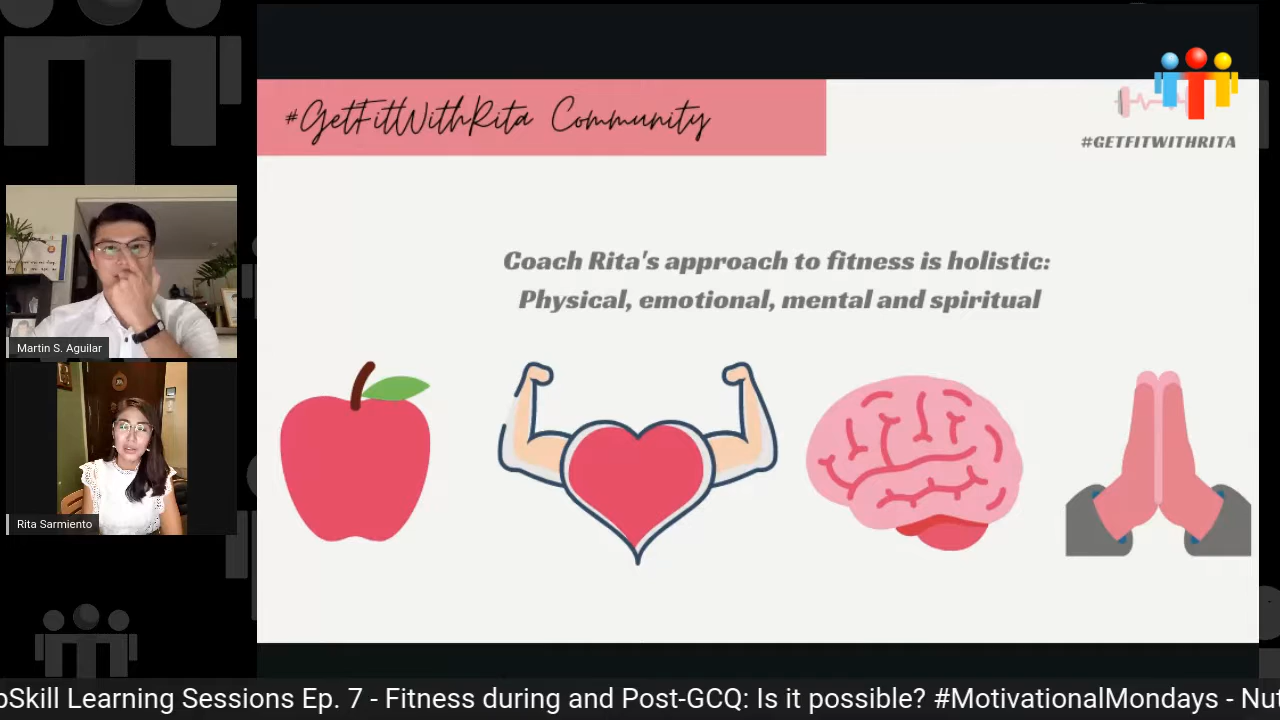 #GetFitWithRita Community
#GETFITWITHRITA
Coach Rita's approach to fitness is holistic:
Physical, emotional, mental and spiritual
Martin S. Aguilar
Rita Sarmiento
Skill Learning Sessions Ep. 7 - Fitness during and Post-GCQ: Is it possible? #MotivationalMondays -